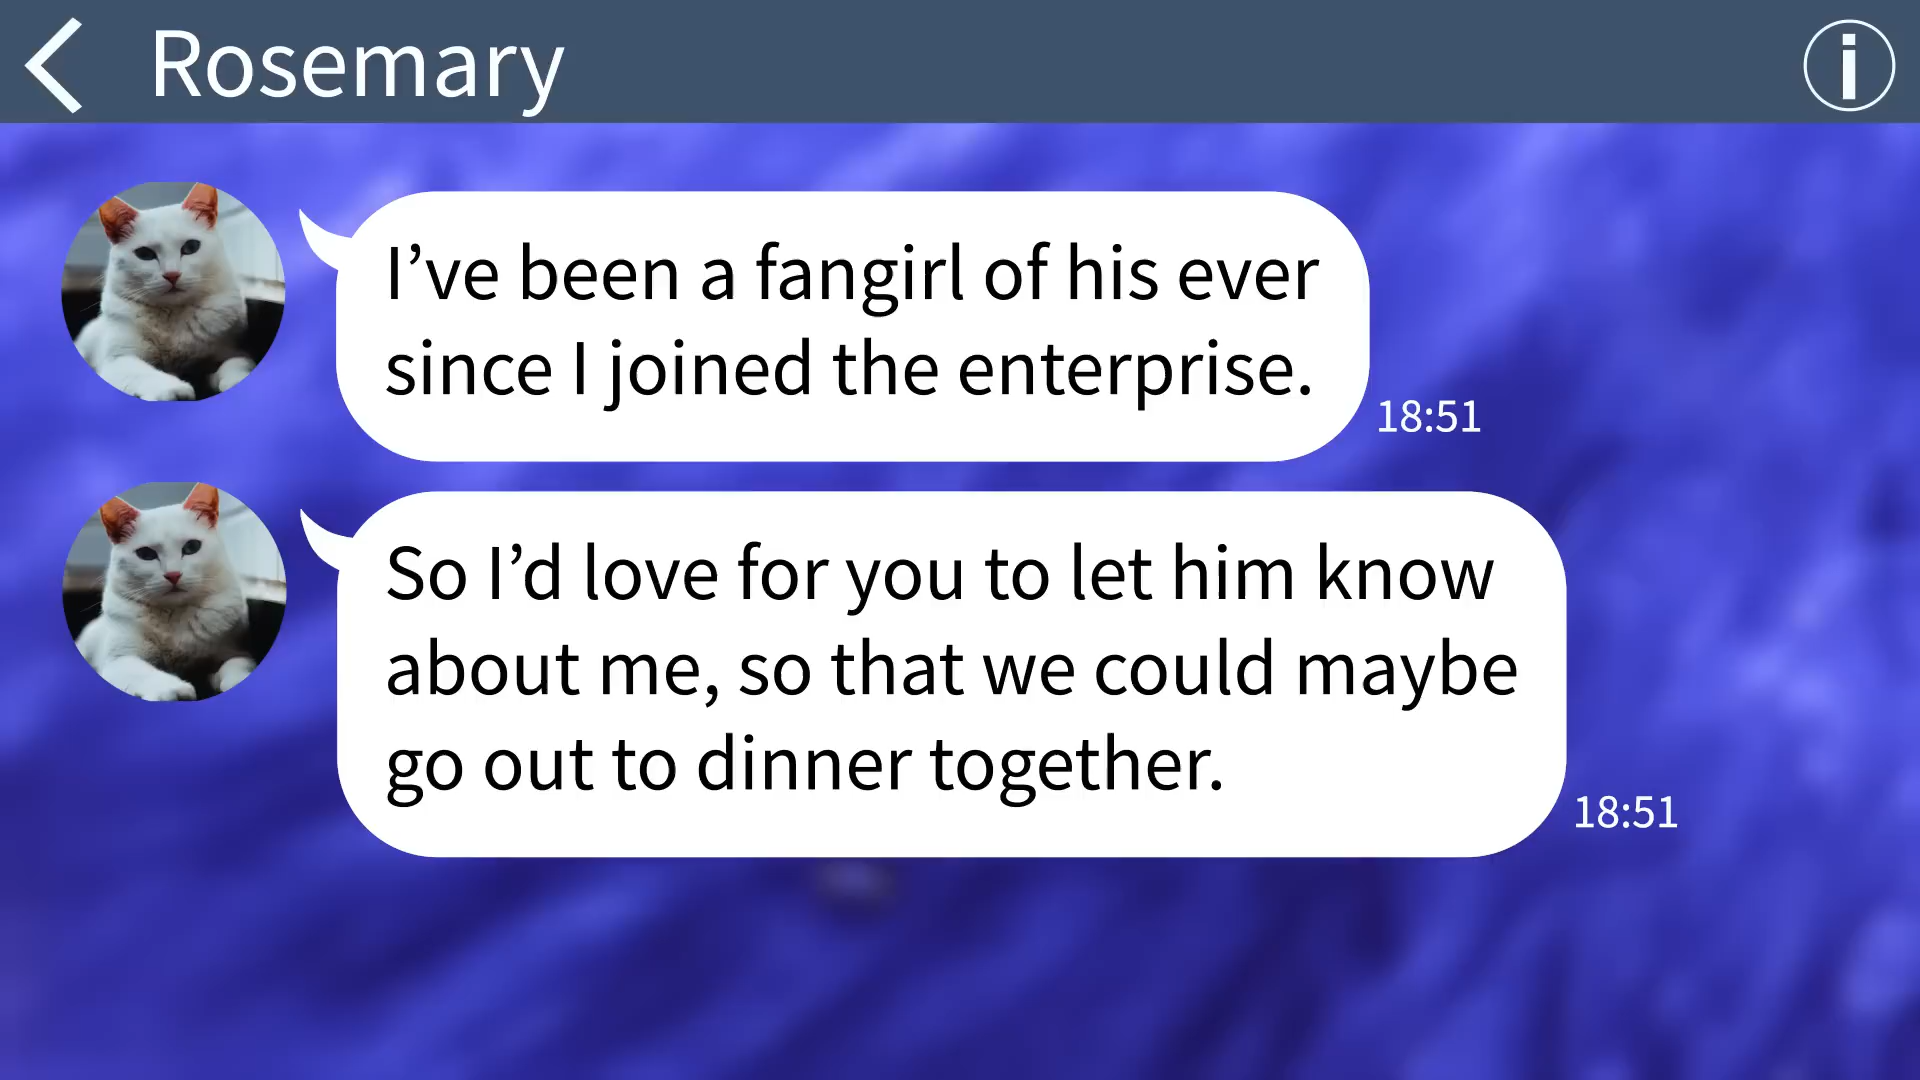 Rosemary
I’ve been a fangirl of his ever
since I joined the enterprise.
18:51
So I’d love for you to let him know
about me, so that we could maybe
go out to dinner together.
18:51